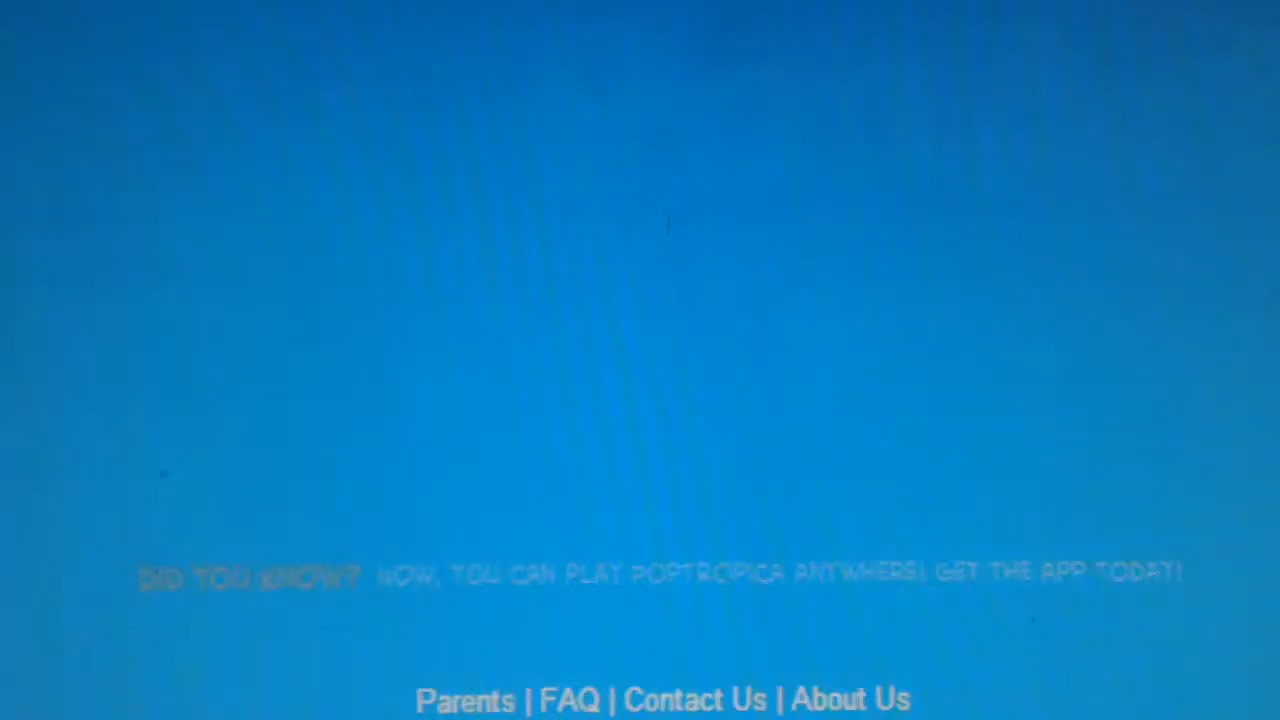 DID YOU KNOW? NOW, YOU CAN PLAY POPTROPICA ANYWHERE! GET THE APP TODAY!
Parents | FAQ | Contact Us | About Us